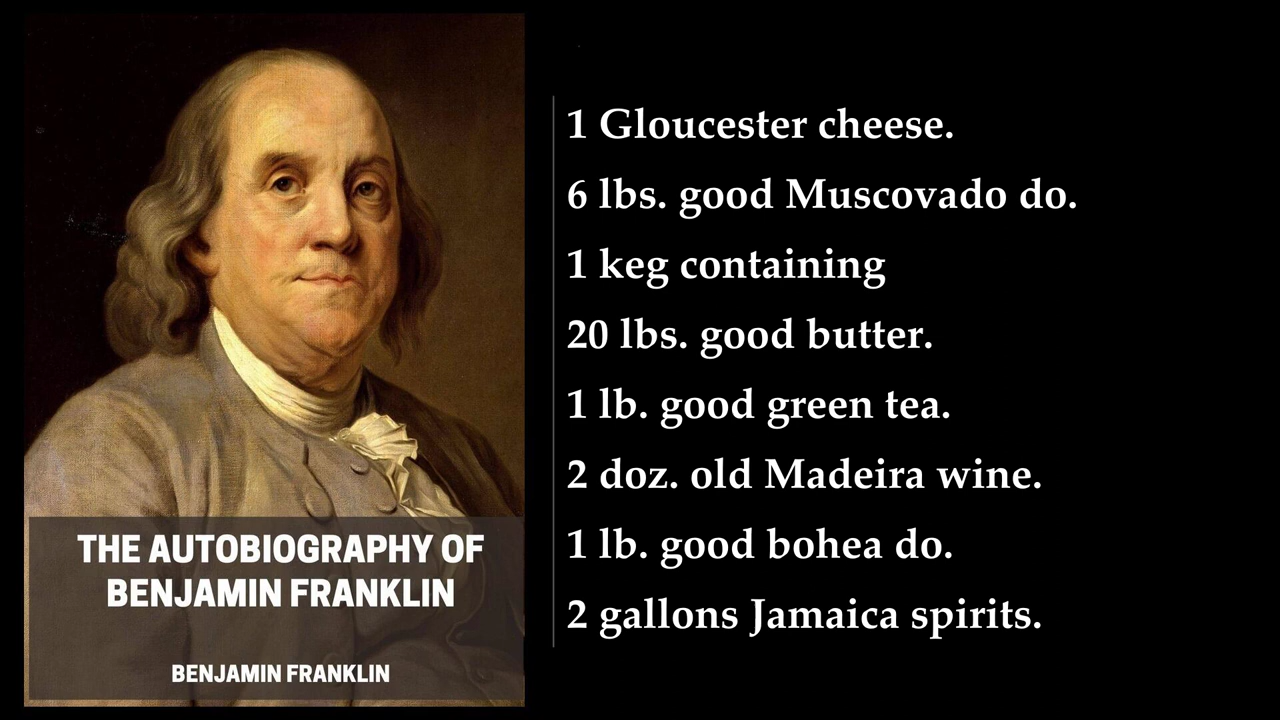 THE AUTOBIOGRAPHY OF
BENJAMIN FRANKLIN
BENJAMIN FRANKLIN
1 Gloucester cheese.
6 lbs. good Muscovado do.
1 keg containing
20 lbs. good butter.
1 lb. good green tea.
2 doz. old Madeira wine.
1 lb. good bohea do.
2 gallons Jamaica spirits.